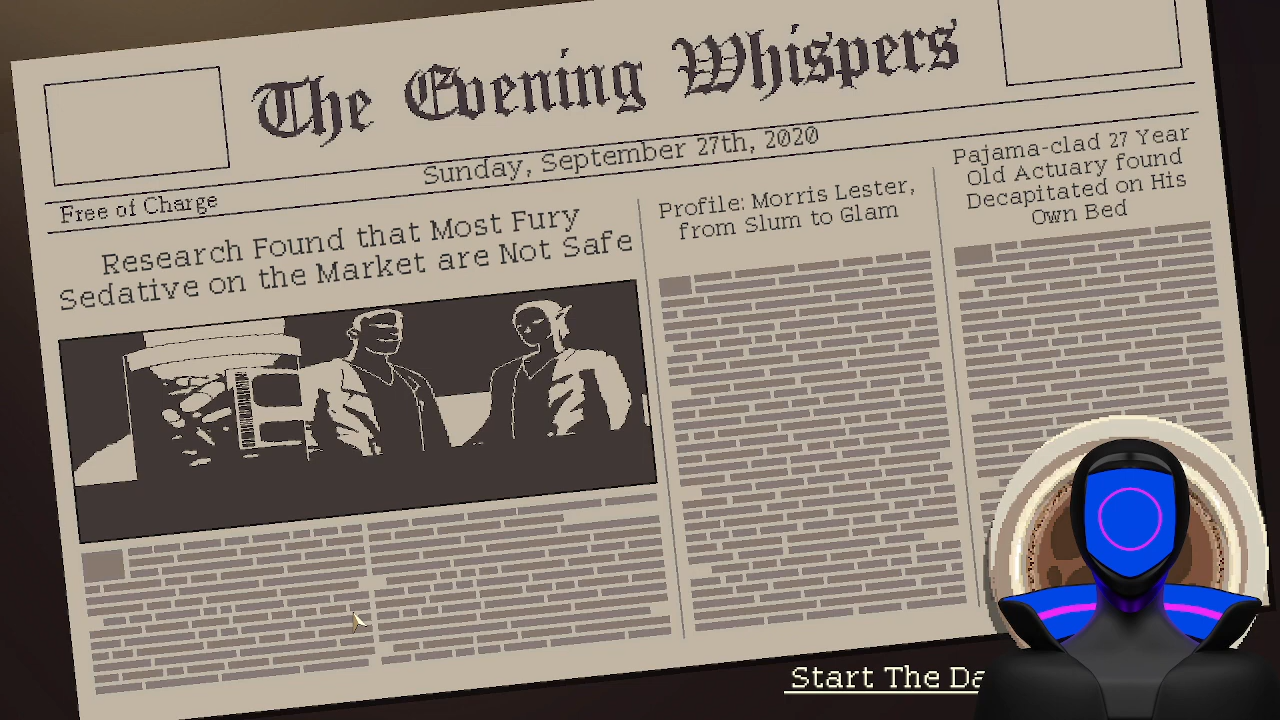 The Evening Whispers
Sunday, September 27th, 2020
Free of Charge
Research Found that Most Fury
Sedative on the Market are Not Safe
Profile: Morris Lester,
from Slum to Glam
Pajama-clad 27 Year
Old Actuary found
Decapitated on His
Own Bed
Start The